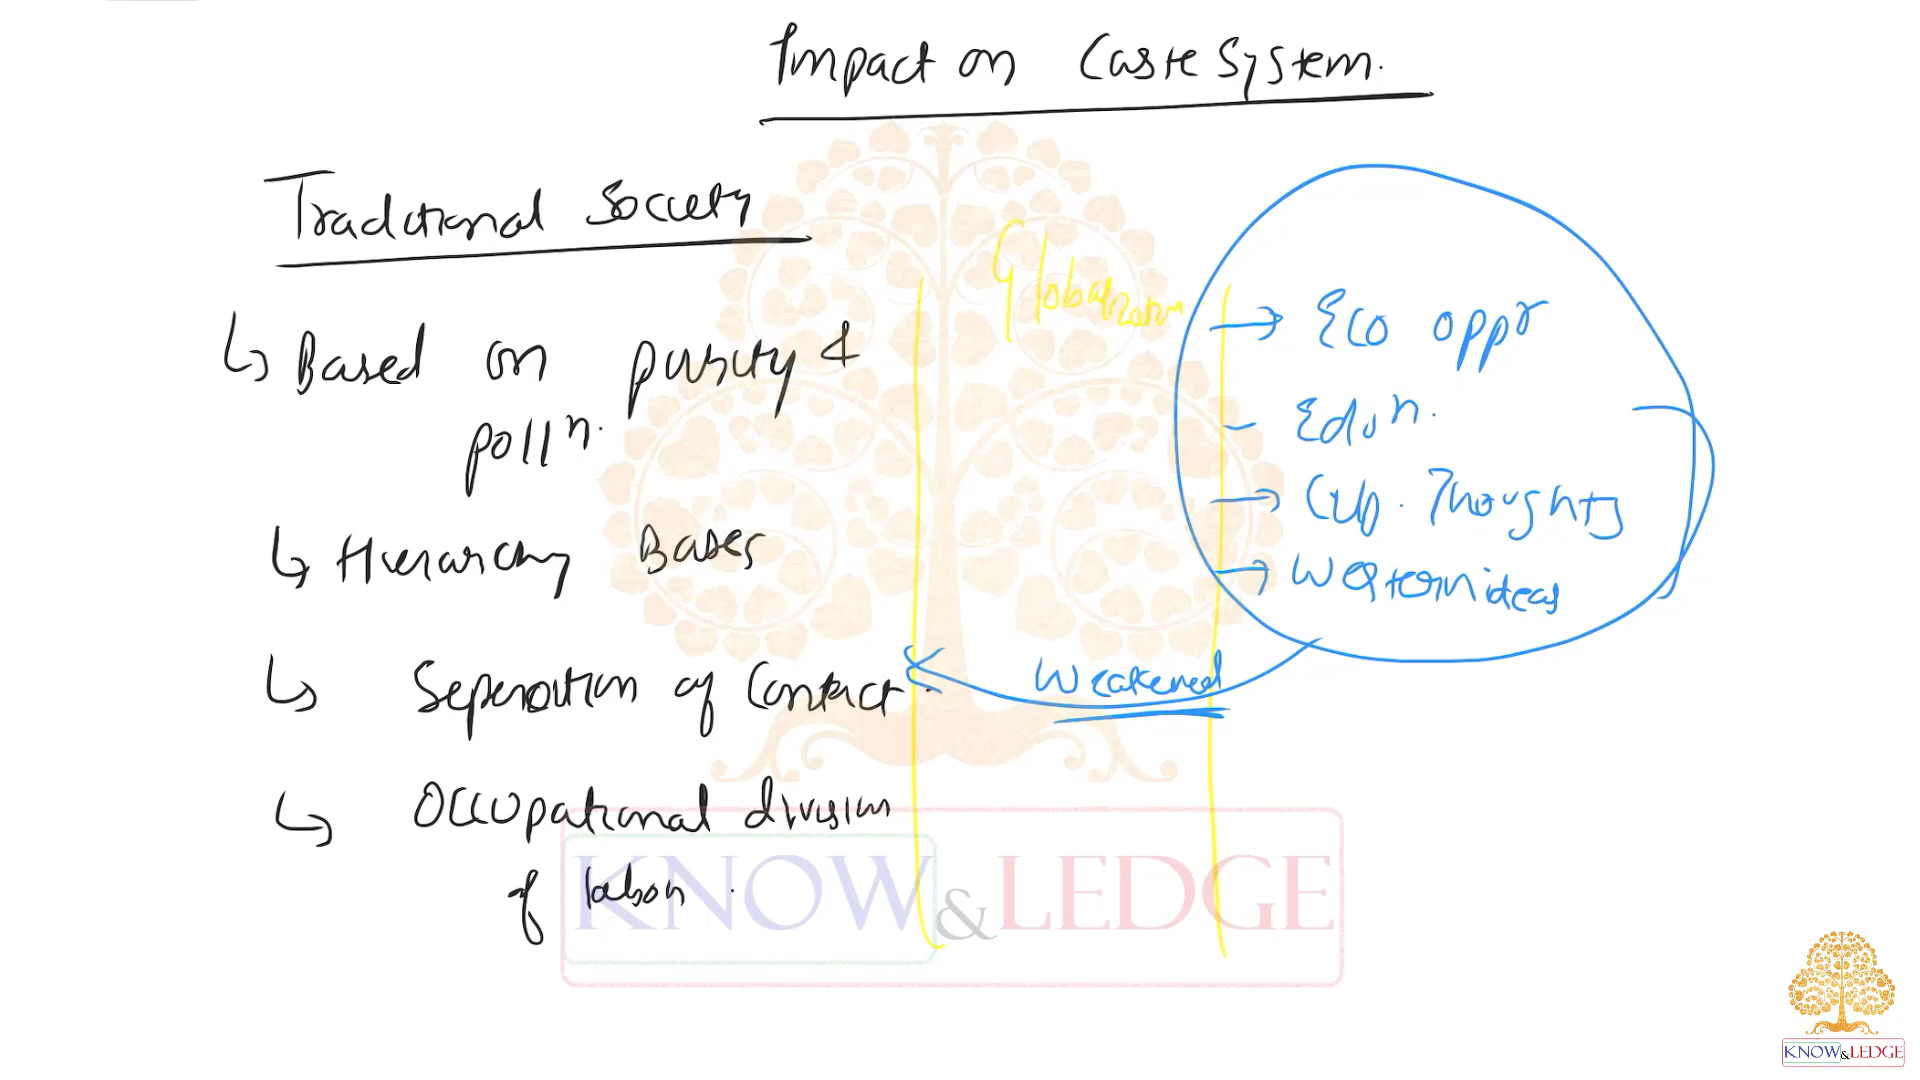 Impact on Caste System.
Traditional Society
Globalization
↳ Based on purity &
pollⁿ.
↳ Hierarchy Bases
↳ Seperation of Contact.
↳ Occupational division
of labor.
→ Eco oppr
- Eduⁿ.
→ Thoughts
→ Western ideas
Weakened
KNOW&LEDGE
KNOW&LEDGE